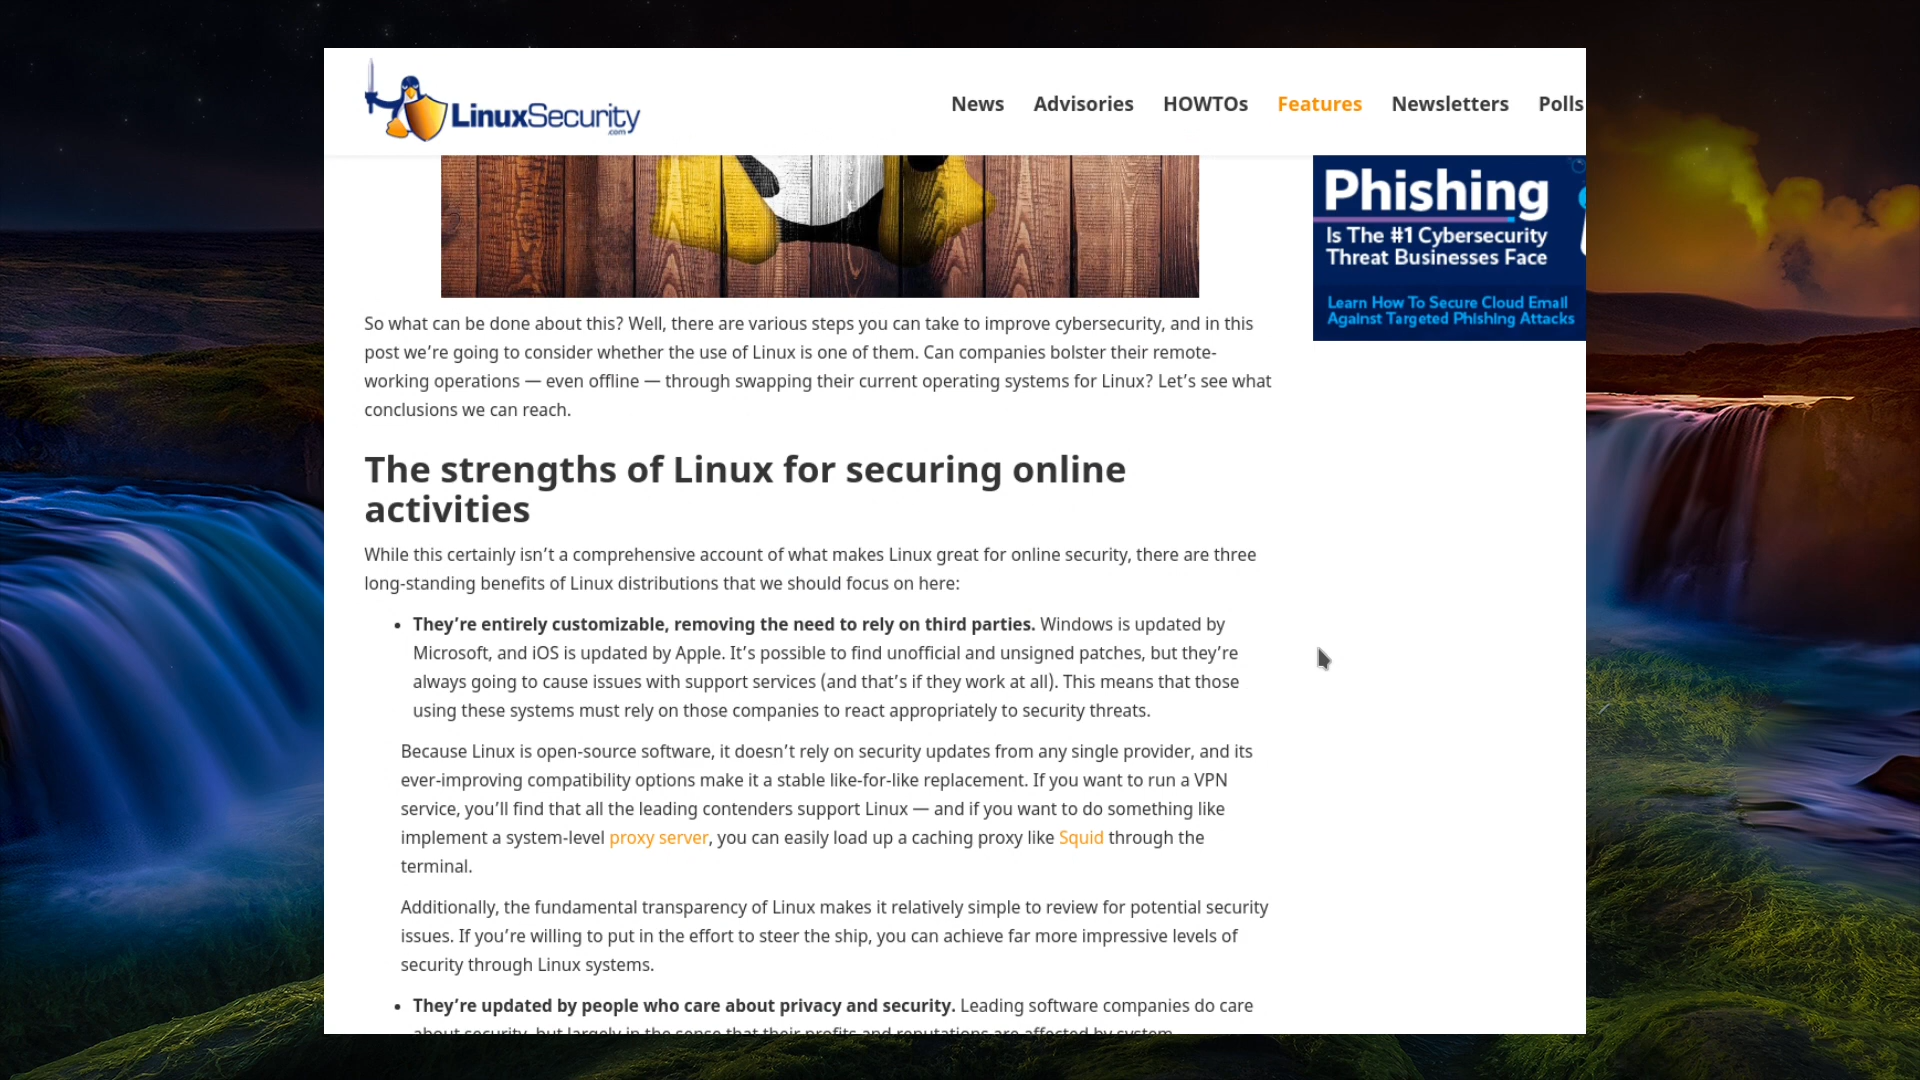 LinuxSecurity
.com
News Advisories HOWTOs Features Newsletters Polls
Phishing
Is The #1 Cybersecurity
Threat Businesses Face
Learn How To Secure Cloud Email
Against Targeted Phishing Attacks
So what can be done about this? Well, there are various steps you can take to improve cybersecurity, and in this
post we’re going to consider whether the use of Linux is one of them. Can companies bolster their remote-
working operations — even offline — through swapping their current operating systems for Linux? Let’s see what
conclusions we can reach.
The strengths of Linux for securing online
activities
While this certainly isn’t a comprehensive account of what makes Linux great for online security, there are three
long-standing benefits of Linux distributions that we should focus on here:
• They’re entirely customizable, removing the need to rely on third parties. Windows is updated by
Microsoft, and iOS is updated by Apple. It’s possible to find unofficial and unsigned patches, but they’re
always going to cause issues with support services (and that’s if they work at all). This means that those
using these systems must rely on those companies to react appropriately to security threats.
Because Linux is open-source software, it doesn’t rely on security updates from any single provider, and its
ever-improving compatibility options make it a stable like-for-like replacement. If you want to run a VPN
service, you’ll find that all the leading contenders support Linux — and if you want to do something like
implement a system-level proxy server, you can easily load up a caching proxy like Squid through the
terminal.
Additionally, the fundamental transparency of Linux makes it relatively simple to review for potential security
issues. If you’re willing to put in the effort to steer the ship, you can achieve far more impressive levels of
security through Linux systems.
• They’re updated by people who care about privacy and security. Leading software companies do care
about security, but largely in the sense that their profits and reputations are affected by system